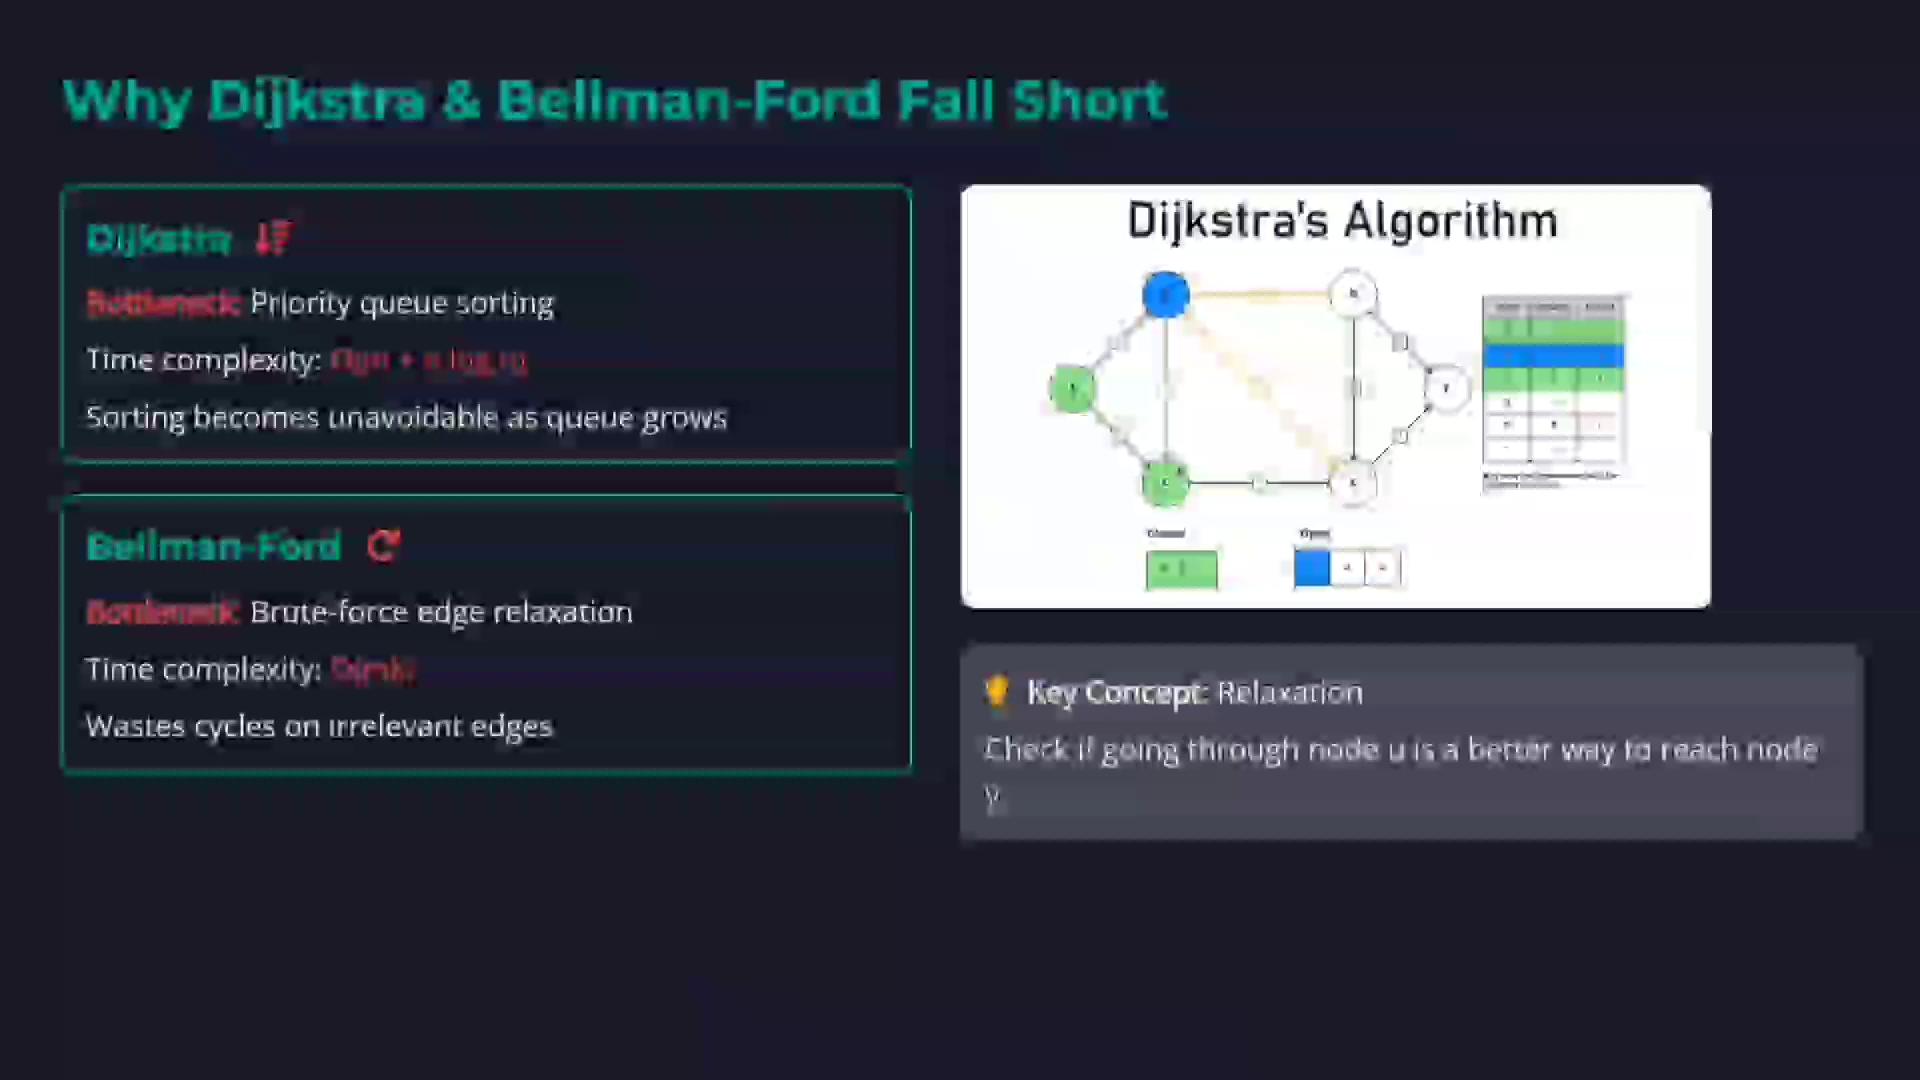 Why Dijkstra & Bellman-Ford Fall Short
Dijkstra
Bottleneck: Priority queue sorting
Time complexity:
Sorting becomes unavoidable as queue grows
Bellman-Ford
Bottleneck: Brute-force edge relaxation
Time complexity:
Wastes cycles on irrelevant edges
Dijkstra's Algorithm
Key Concept: Relaxation
Check if going through node u is a better way to reach node
v